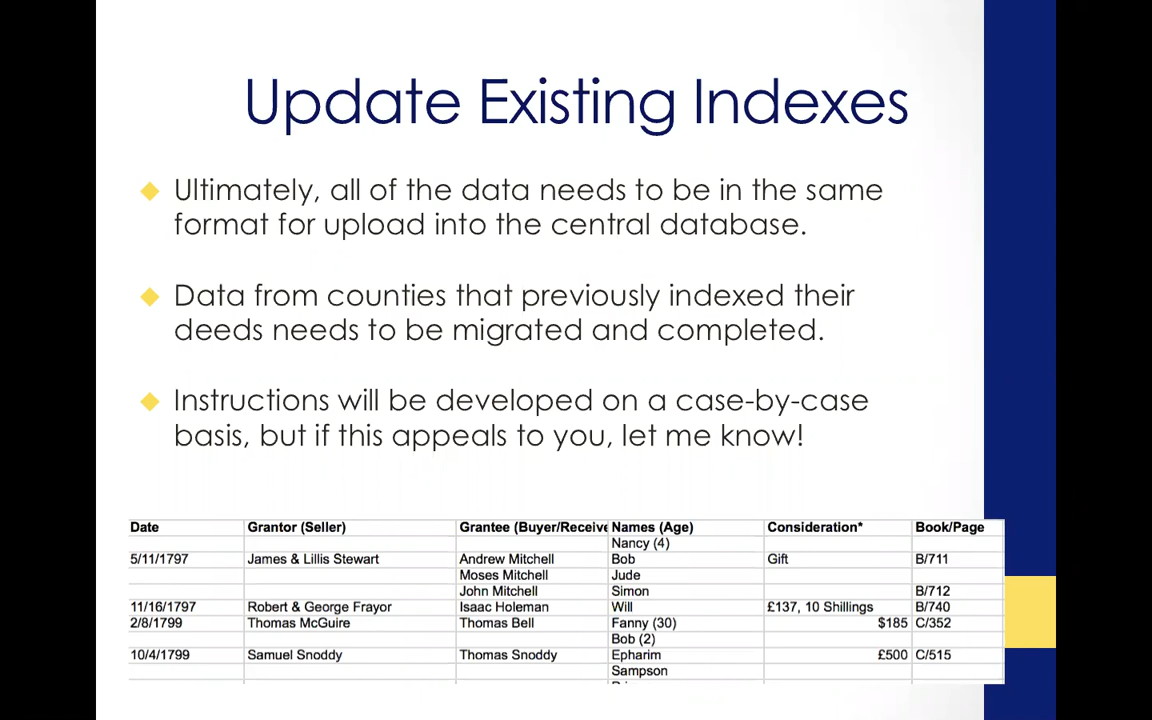 Update Existing Indexes
Ultimately, all of the data needs to be in the same
format for upload into the central database.
Data from counties that previously indexed their
deeds needs to be migrated and completed.
Instructions will be developed on a case-by-case
basis, but if this appeals to you, let me know!
Date Grantor (Seller) Grantee (Buyer/Receive Names (Age) Consideration* Book/Page
Nancy (4)
5/11/1797 James & Lillis Stewart Andrew Mitchell Bob Gift B/711
Moses Mitchell Jude
John Mitchell Simon B/712
11/16/1797 Robert & George Frayor Isaac Holeman Will £137, 10 Shillings B/740
2/8/1799 Thomas McGuire Thomas Bell Fanny (30) $185 C/352
Bob (2)
10/4/1799 Samuel Snoddy Thomas Snoddy Epharim £500 C/515
Sampson